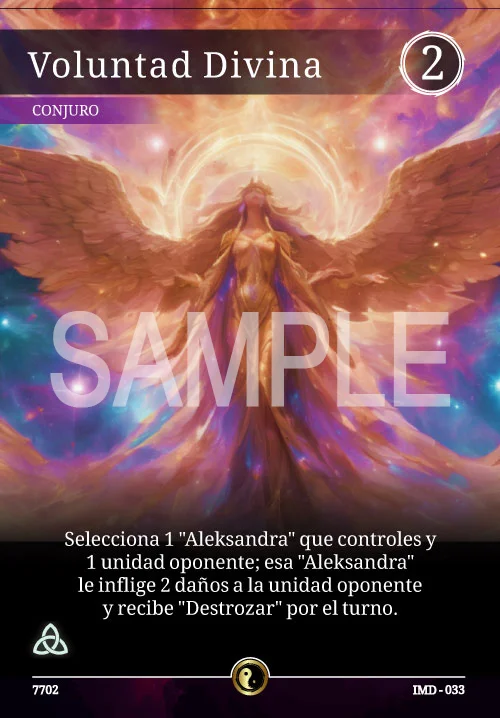 Voluntad Divina
2
CONJURO
SAMPLE
Selecciona 1 "Aleksandra" que controles y
1 unidad oponente; esa "Aleksandra"
le inflige 2 daños a la unidad oponente
y recibe "Destrozar" por el turno.
7702
IMD - 033